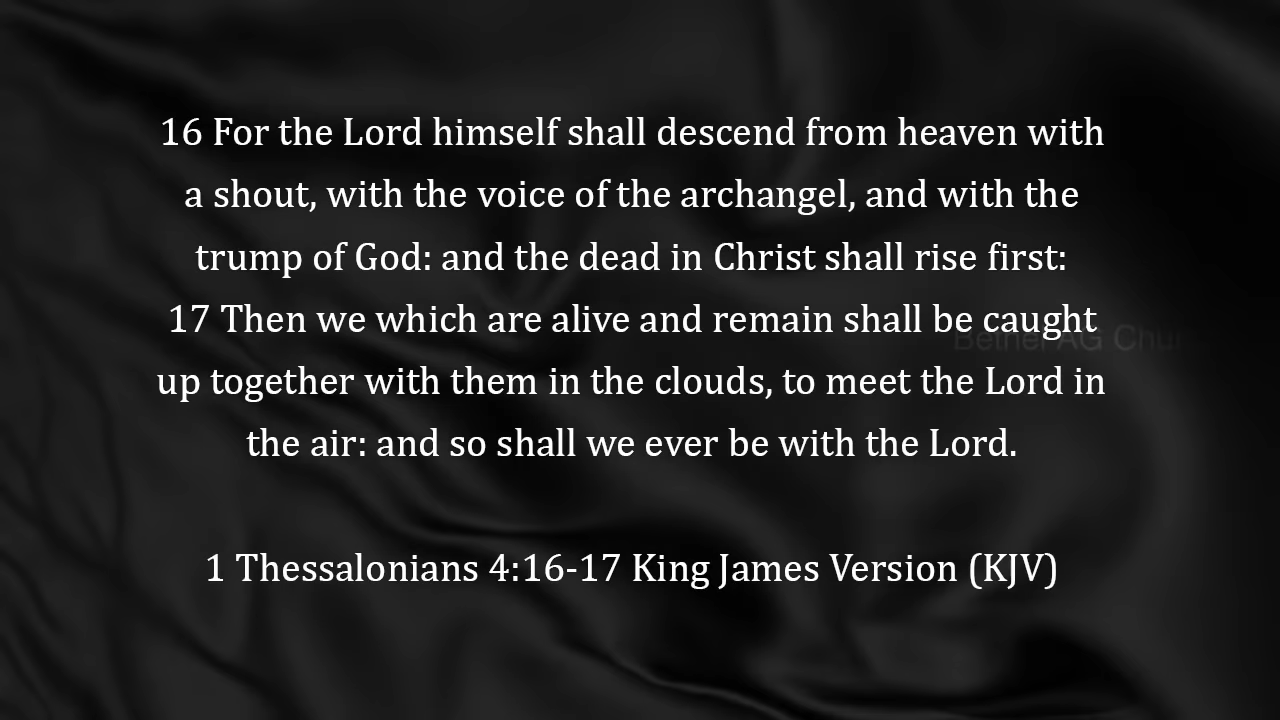 16 For the Lord himself shall descend from heaven with
a shout, with the voice of the archangel, and with the
trump of God: and the dead in Christ shall rise first:
17 Then we which are alive and remain shall be caught
Bethel AG Chur
up together with them in the clouds, to meet the Lord in
the air: and so shall we ever be with the Lord.
1 Thessalonians 4:16-17 King James Version (KJV)